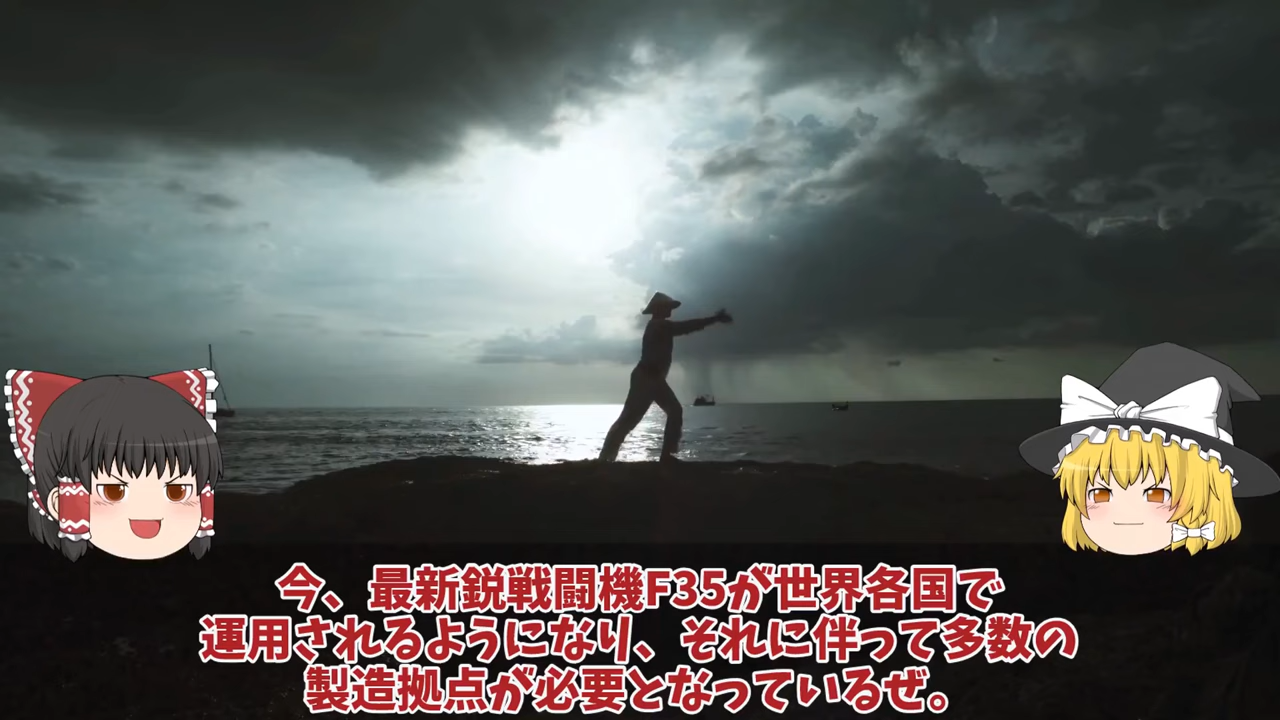 今、最新鋭戦闘機F35が世界各国で
運用されるようになり、それに伴って多数の
製造拠点が必要となっているぜ。